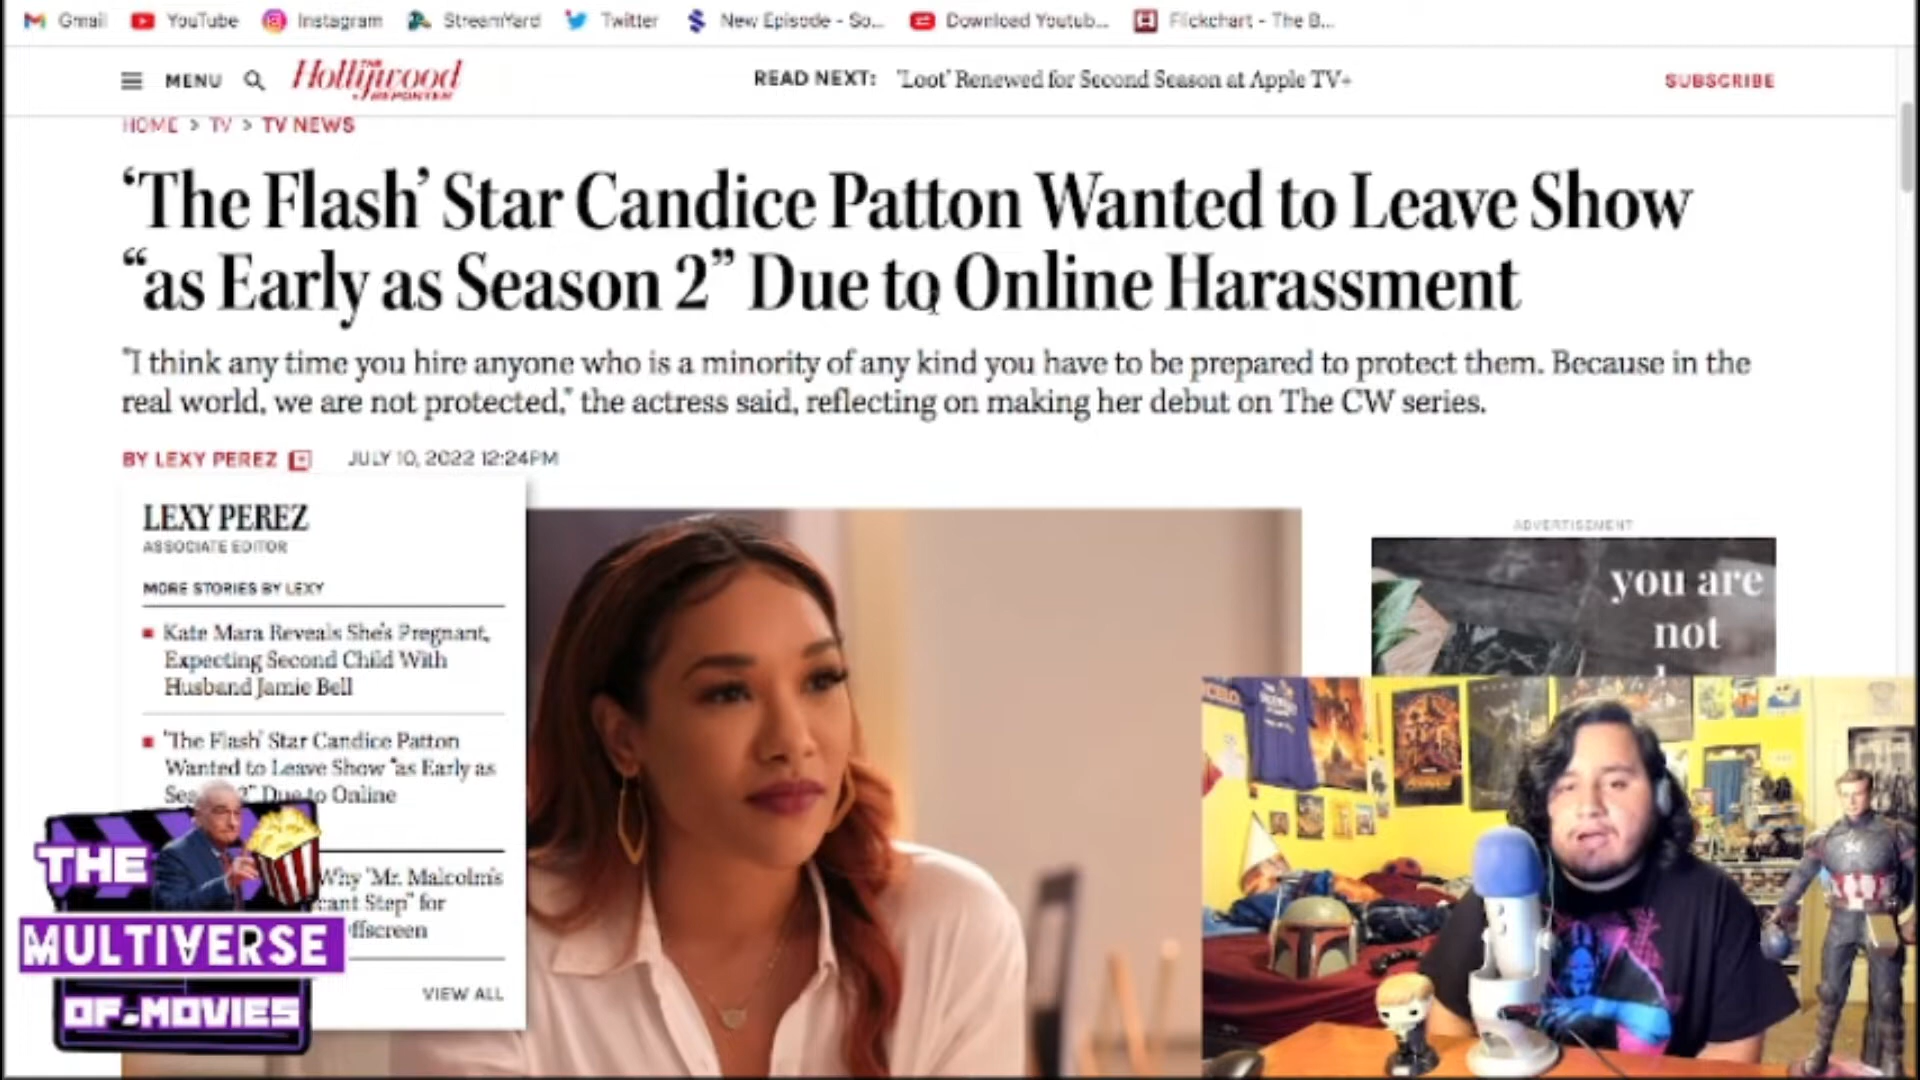 Gmail YouTube Instagram StreamYard Twitter New Episode - So... Download Youtub... Flickchart - The B...
MENU THE Hollywood REPORTER READ NEXT: 'Loot' Renewed for Second Season at Apple TV+ SUBSCRIBE
HOME > TV > TV NEWS
‘The Flash’ Star Candice Patton Wanted to Leave Show
“as Early as Season 2” Due to Online Harassment
"I think any time you hire anyone who is a minority of any kind you have to be prepared to protect them. Because in the
real world, we are not protected," the actress said, reflecting on making her debut on The CW series.
BY LEXY PEREZ JULY 10, 2022 12:24PM
LEXY PEREZ
ASSOCIATE EDITOR
MORE STORIES BY LEXY
Kate Mara Reveals She's Pregnant,
Expecting Second Child With
Husband Jamie Bell
'The Flash' Star Candice Patton
Wanted to Leave Show "as Early as
Season 2" Due to Online
Why "Mr. Malcolm's
cant Step" for
ffscreen
VIEW ALL
ADVERTISEMENT
you are
not
THE
MULTIVERSE
OF-MOVIES